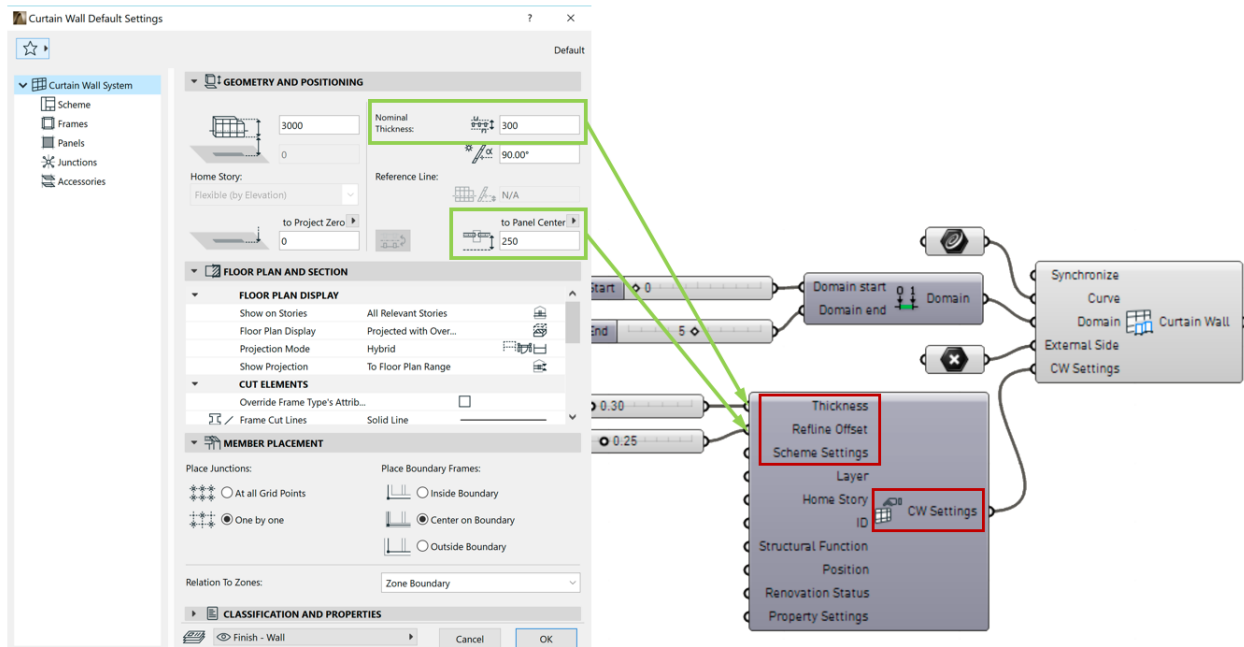 Curtain Wall Default Settings
?
×
Default
Curtain Wall System
Scheme
Frames
Panels
Junctions
Accessories
GEOMETRY AND POSITIONING
3000
0
Home Story:
Flexible (by Elevation)
to Project Zero
0
Nominal
Thickness:
300
α
90.00°
Reference Line:
N/A
to Panel Center
250
FLOOR PLAN AND SECTION
FLOOR PLAN DISPLAY
Show on Stories All Relevant Stories
Floor Plan Display Projected with Over...
Projection Mode Hybrid
Show Projection To Floor Plan Range
CUT ELEMENTS
Override Frame Type's Attrib...
Frame Cut Lines Solid Line
MEMBER PLACEMENT
Place Junctions:
At all Grid Points
One by one
Place Boundary Frames:
Inside Boundary
Center on Boundary
Outside Boundary
Relation To Zones: Zone Boundary
CLASSIFICATION AND PROPERTIES
Finish - Wall
Cancel
OK
Start 0
End 5
Domain start
Domain end
0 1
Domain
0.30
0.25
Thickness
Refline Offset
Scheme Settings
Layer
Home Story
ID
Structural Function
Position
Renovation Status
Property Settings
CW Settings
Synchronize
Curve
Domain
External Side
CW Settings
Curtain Wall